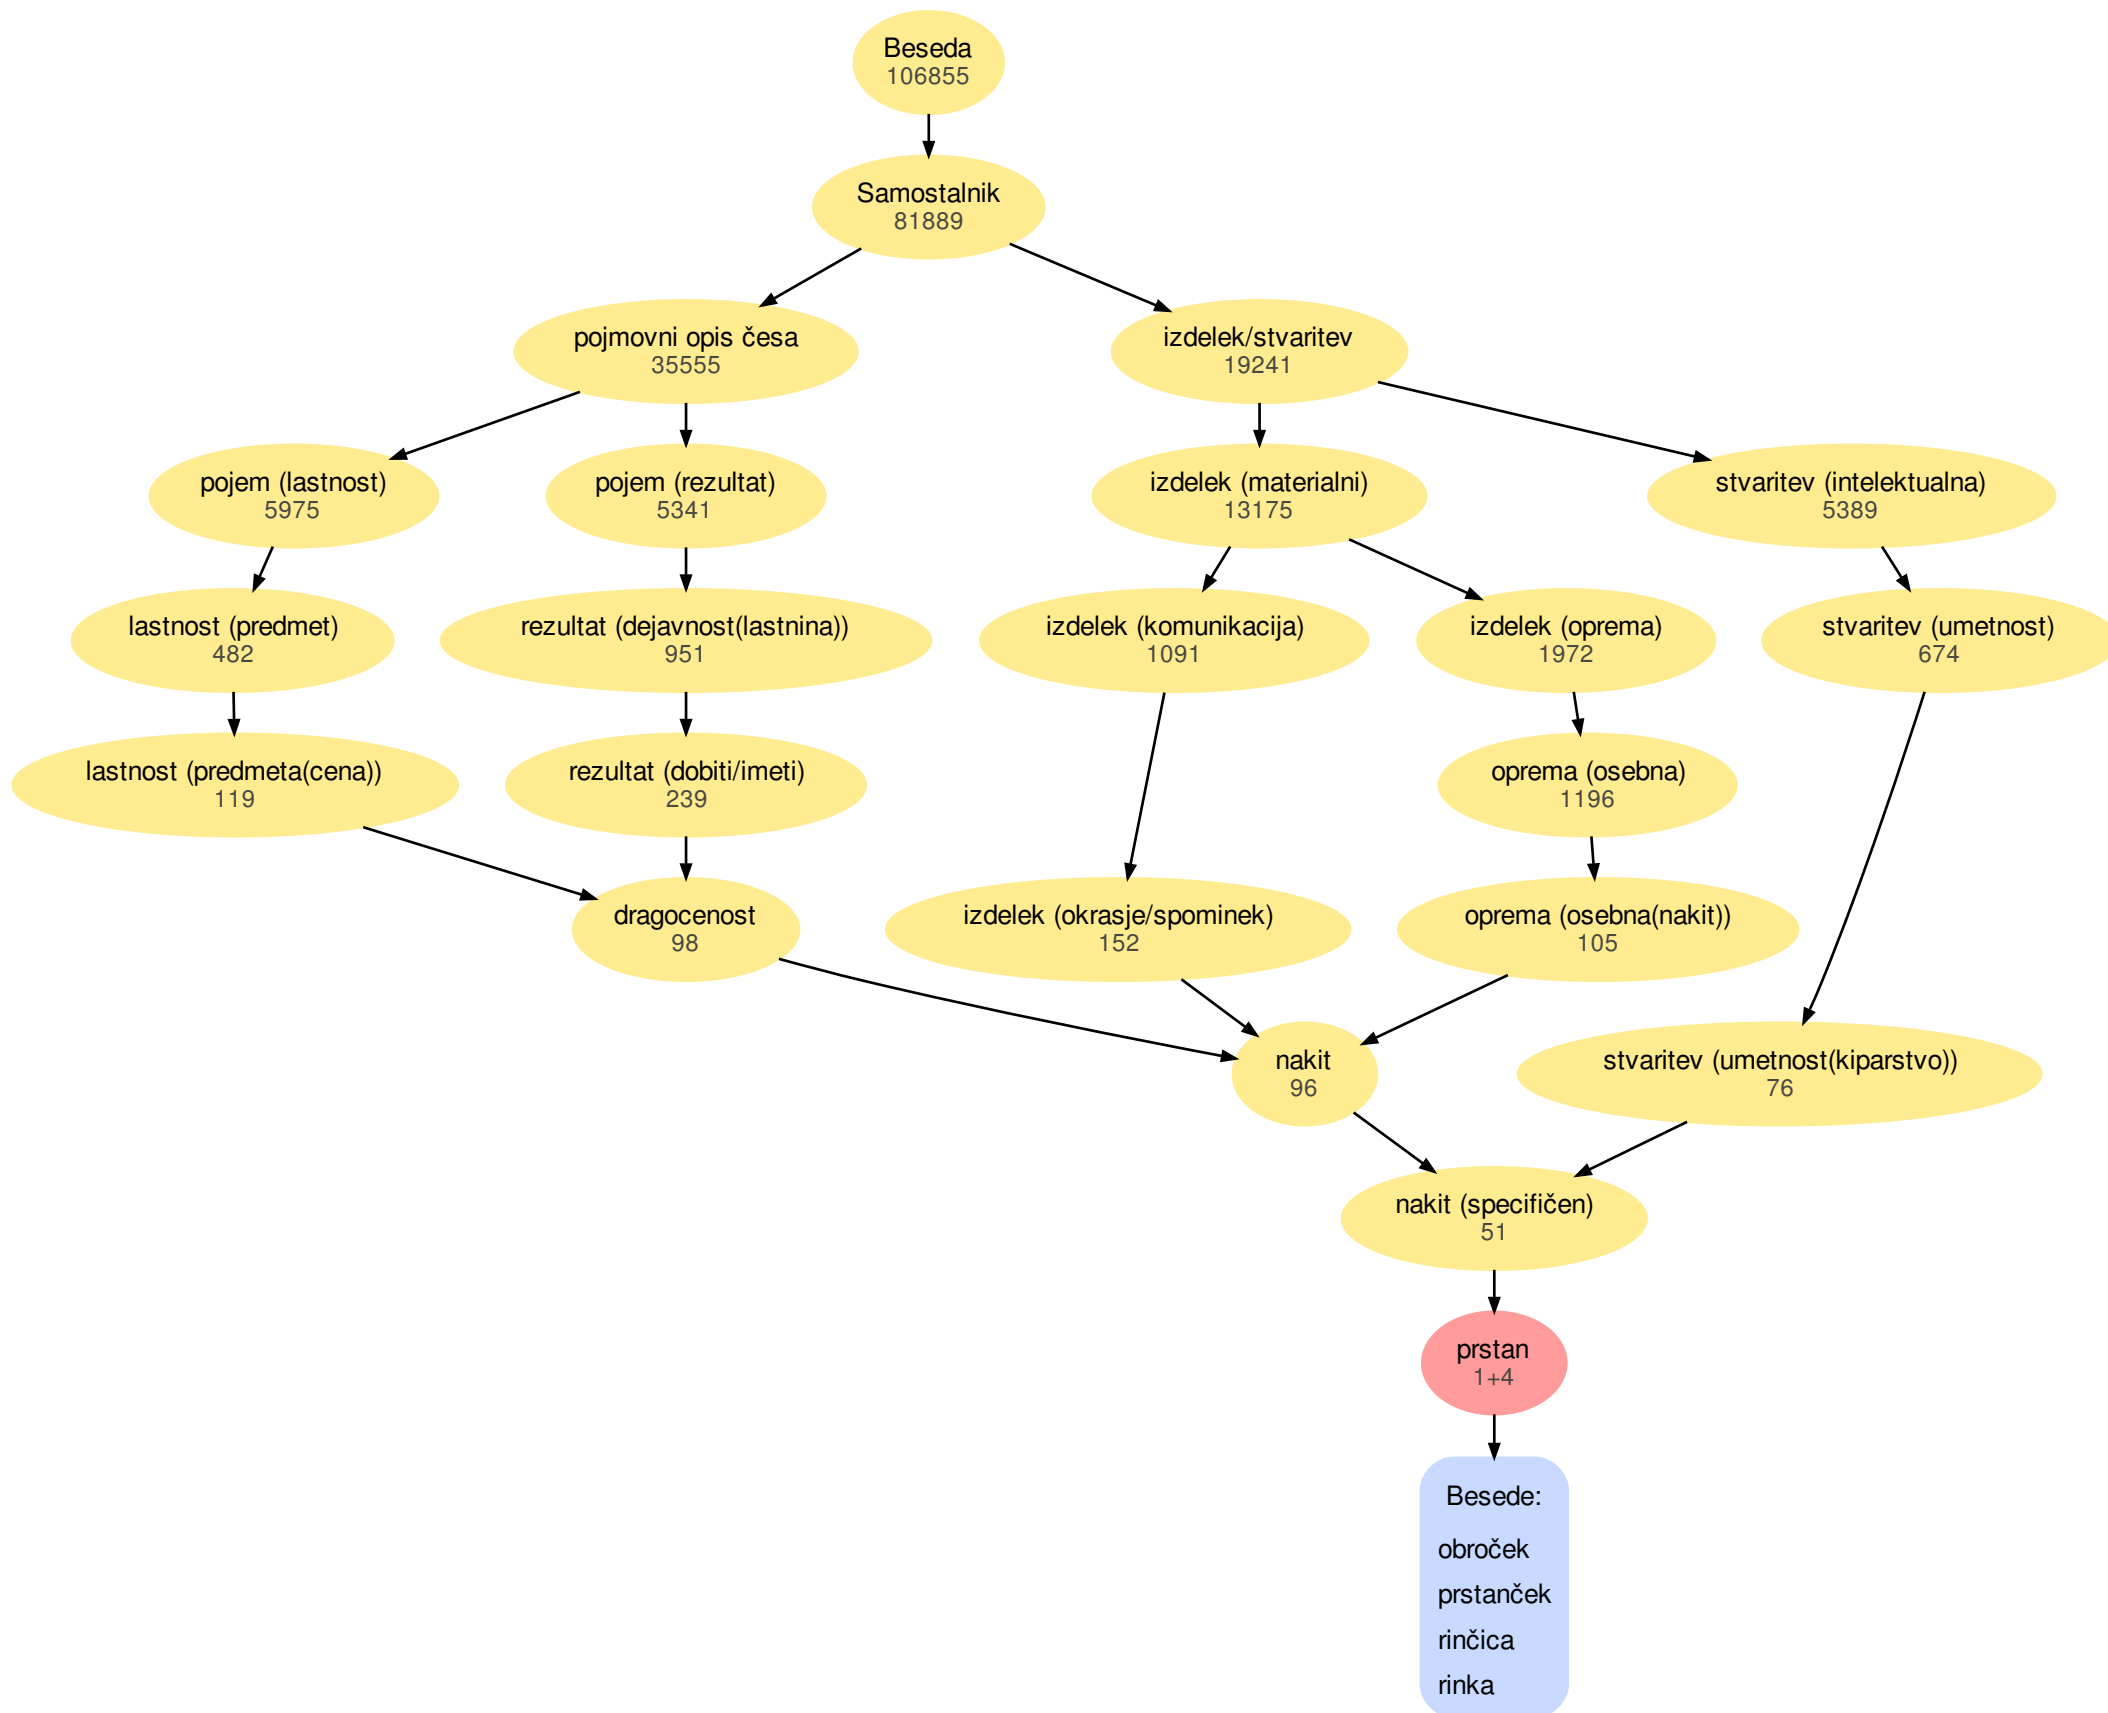 Beseda
106855
Samostalnik
81889
pojmovni opis česa
35555
izdelek/stvaritev
19241
pojem (lastnost)
5975
pojem (rezultat)
5341
izdelek (materialni)
13175
stvaritev (intelektualna)
5389
lastnost (predmet)
482
rezultat (dejavnost(lastnina))
951
izdelek (komunikacija)
1091
izdelek (oprema)
1972
stvaritev (umetnost)
674
lastnost (predmeta(cena))
119
rezultat (dobiti/imeti)
239
oprema (osebna)
1196
dragocenost
98
izdelek (okrasje/spominek)
152
oprema (osebna(nakit))
105
nakit
96
stvaritev (umetnost(kiparstvo))
76
nakit (specifičen)
51
prstan
1+4
Besede:
obroček
prstanček
rinčica
rinka